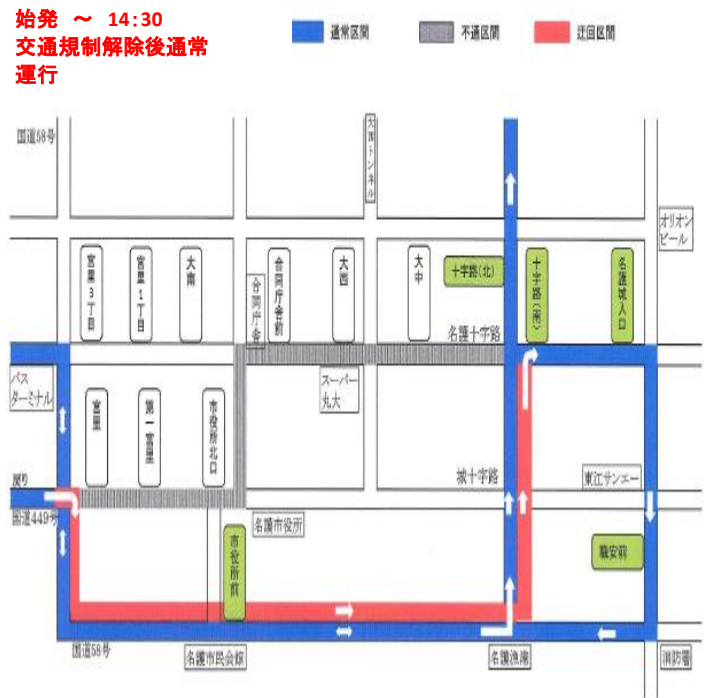 始発 ～ 14:30
交通規制解除後通常
運行
通常区間
不通区間
迂回区間
国道58号
大西トンネル
オリオン
ビール
宮里3丁目
宮里1丁目
大南
合同庁舎
合同庁舎前
大西
大中
十字路(北)
十字路(南)
名護城入口
名護十字路
バス
ターミナル
宮里
第一宮里
市役所北口
スーパー
丸大
城十字路
東江サンエー
戻り
国道449号
名護市役所
市役所前
職安前
国道58号
名護市民会館
名護漁港
消防署